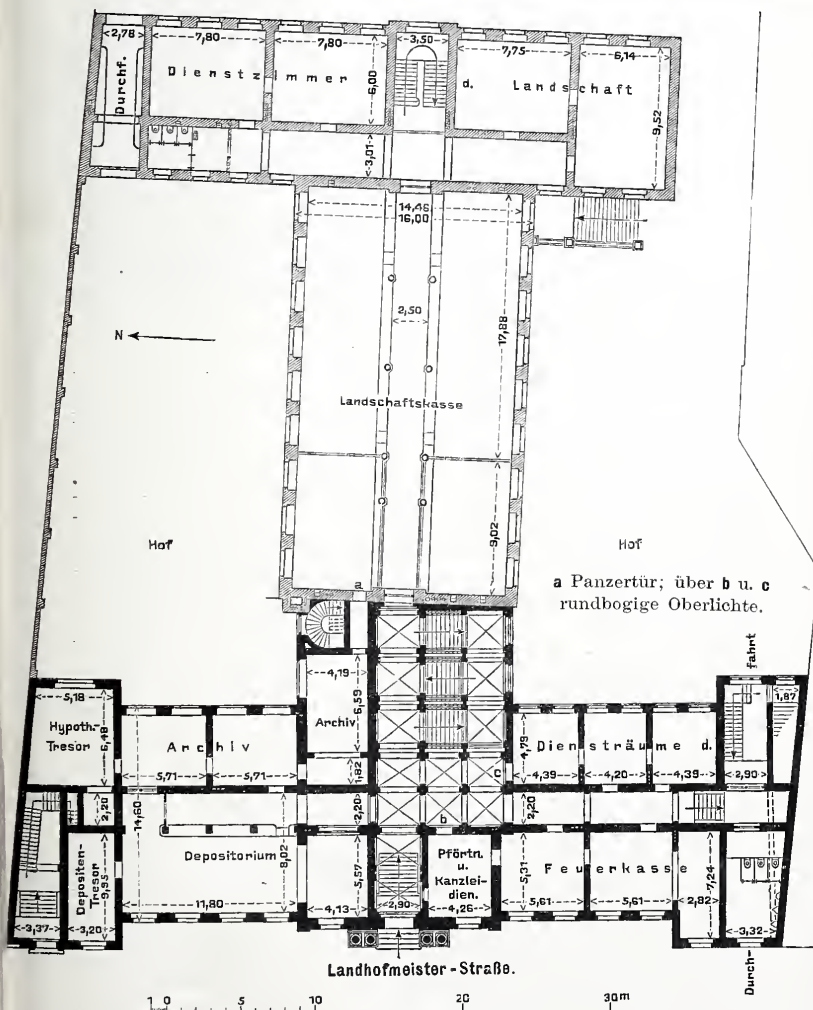 2,76
7,80
7,80
3,50
7,75
6,14
Durchf.
Dienstzimmer
6,00
d. Landschaft
9,52
3,01
14,46
16,00
N
2,50
17,88
Landschaftskasse
9,02
Hof
Hof
a
a Panzertür; über b u. c
rundbogige Oberlichte.
4,19
6,59
Archiv
1,82
fahrt
1,87
5,18
Hypoth.
Tresor
6,48
Archiv
5,71
5,71
4,79
Diensträume d.
4,39
4,20
4,39
2,90
c
2,20
14,60
2,20
b
2,20
Depositorium
8,02
Depositen-
Tresor
9,95
Pförtn.
u.
Kanzlei-
dien.
5,31
Feuerkasse
7,24
5,57
11,80
4,13
2,90
4,26
5,61
5,61
2,82
3,37
3,20
3,32
Durch-
Landhofmeister-Straße.
1 0 5 10 20 30m